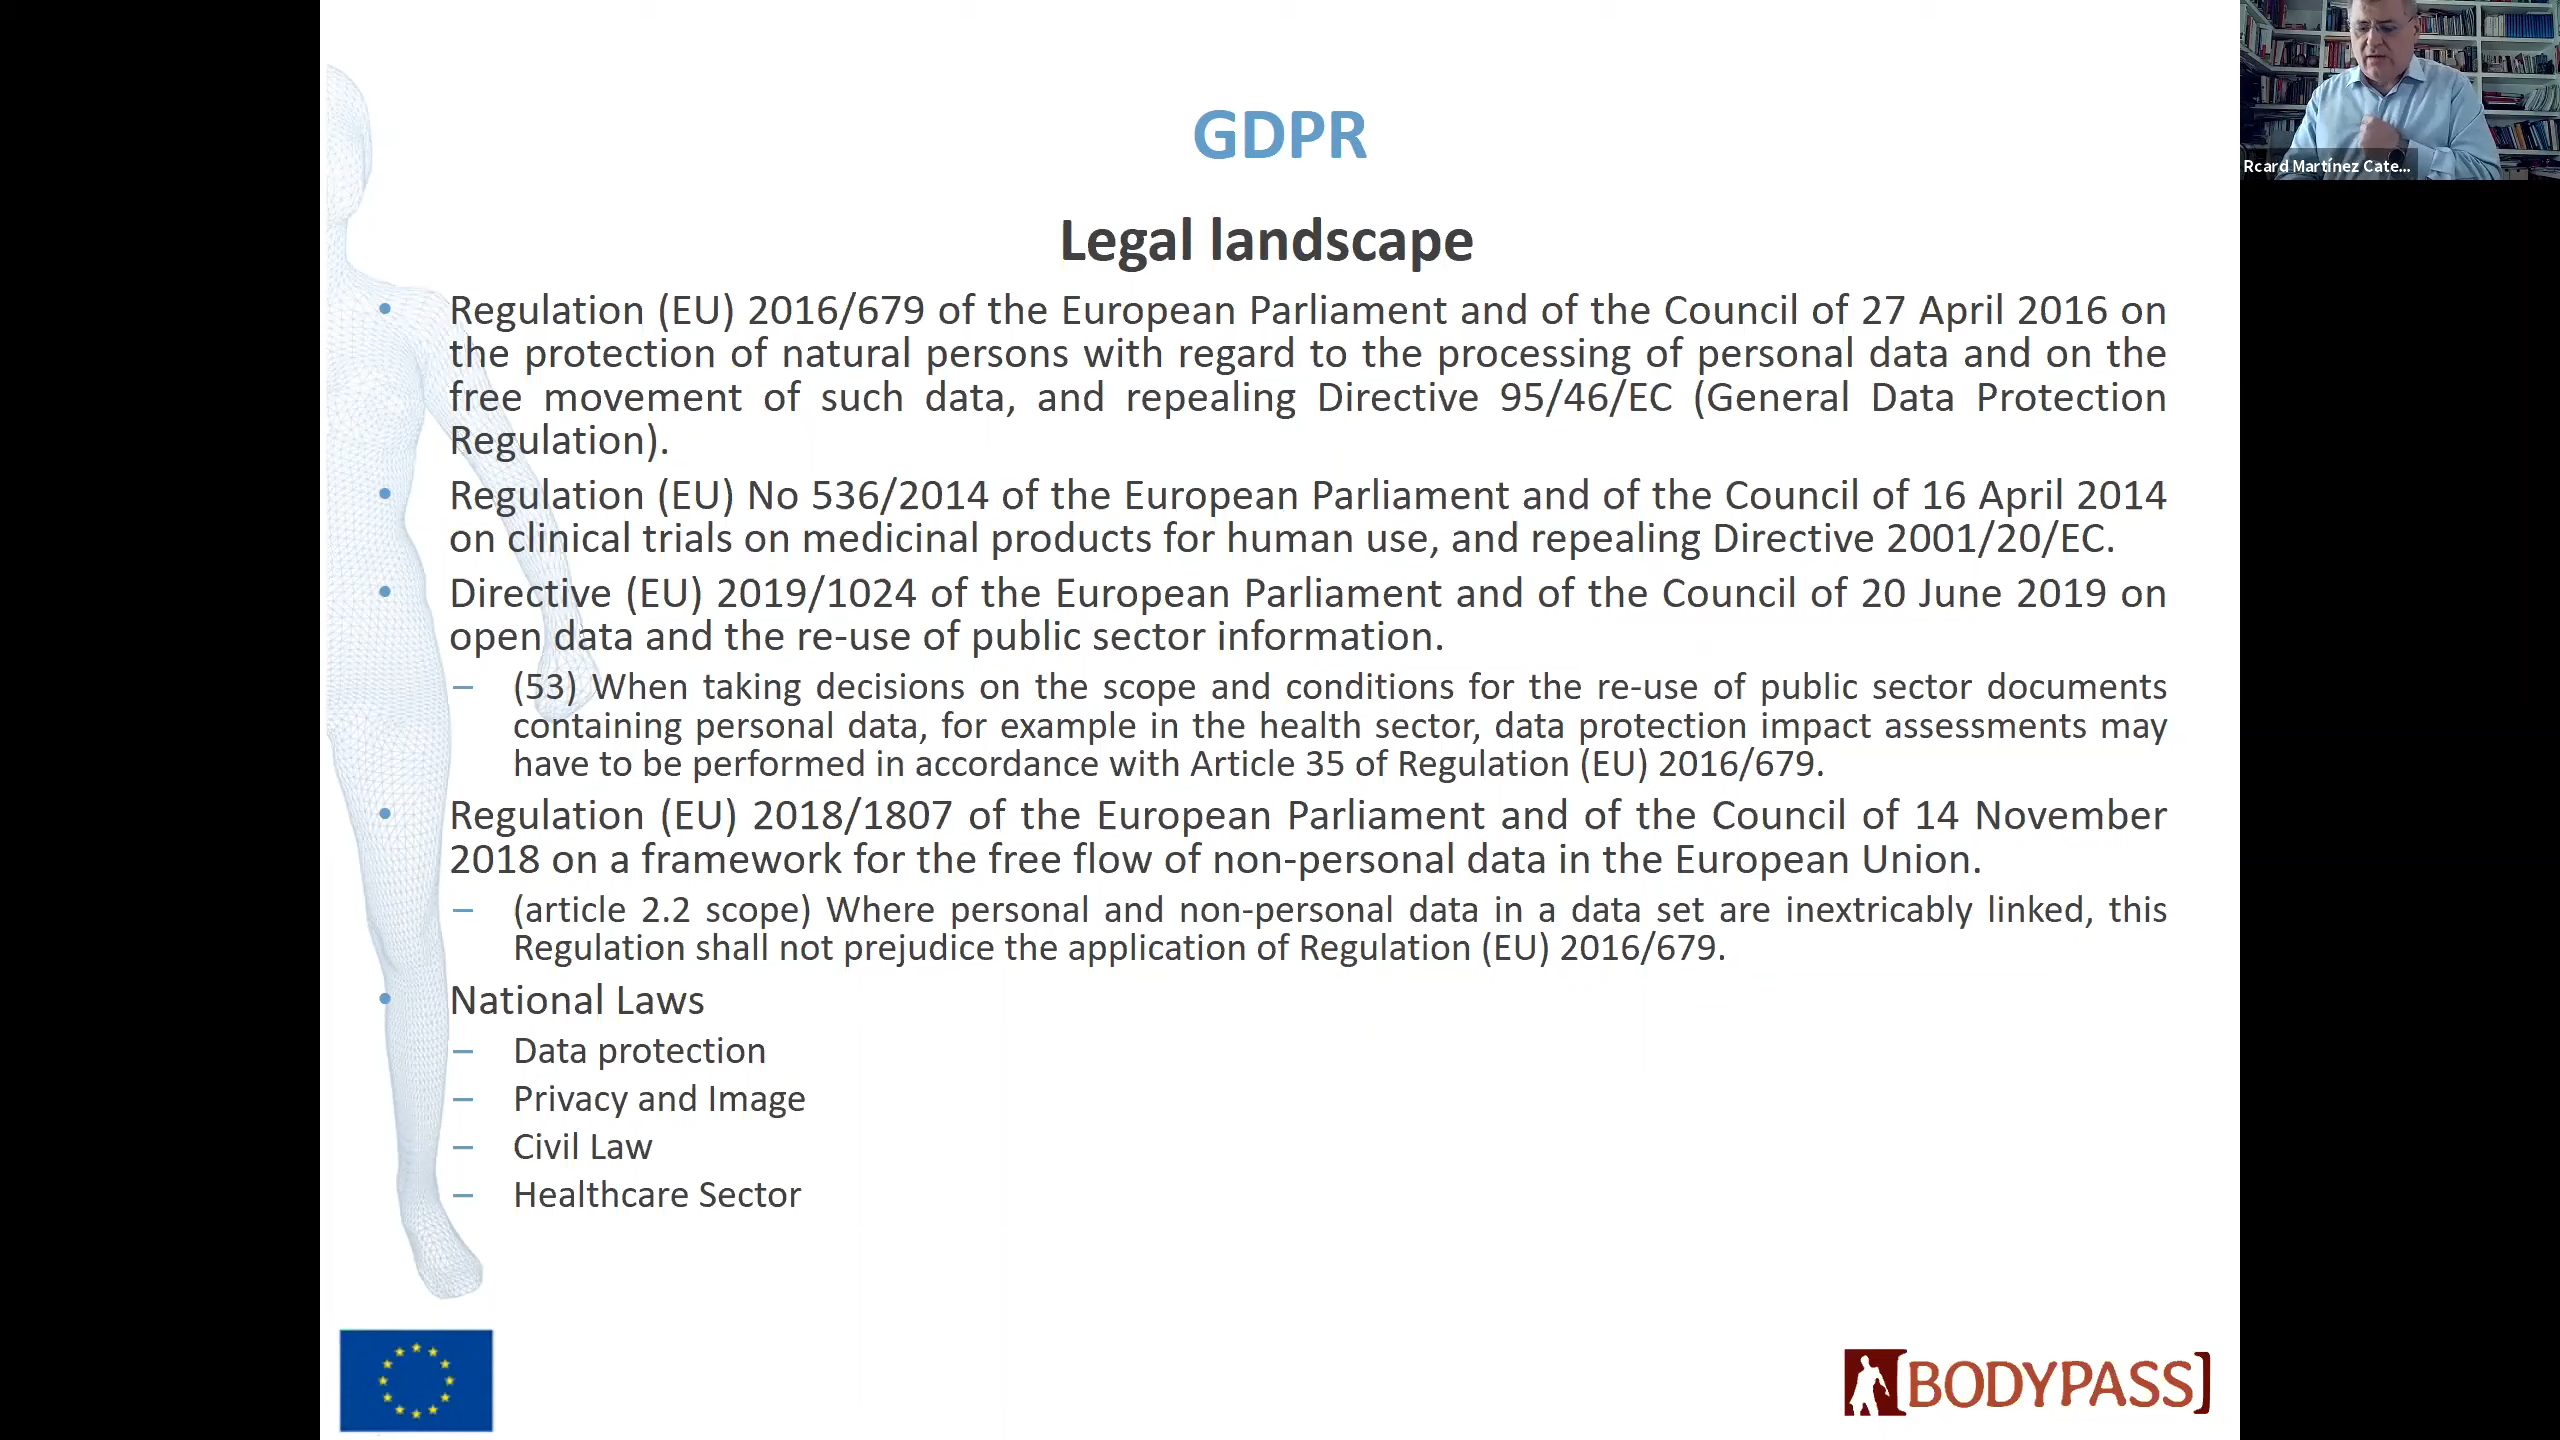 GDPR
Legal landscape
• Regulation (EU) 2016/679 of the European Parliament and of the Council of 27 April 2016 on
the protection of natural persons with regard to the processing of personal data and on the
free movement of such data, and repealing Directive 95/46/EC (General Data Protection
Regulation).
• Regulation (EU) No 536/2014 of the European Parliament and of the Council of 16 April 2014
on clinical trials on medicinal products for human use, and repealing Directive 2001/20/EC.
• Directive (EU) 2019/1024 of the European Parliament and of the Council of 20 June 2019 on
open data and the re-use of public sector information.
– (53) When taking decisions on the scope and conditions for the re-use of public sector documents
containing personal data, for example in the health sector, data protection impact assessments may
have to be performed in accordance with Article 35 of Regulation (EU) 2016/679.
• Regulation (EU) 2018/1807 of the European Parliament and of the Council of 14 November
2018 on a framework for the free flow of non-personal data in the European Union.
– (article 2.2 scope) Where personal and non-personal data in a data set are inextricably linked, this
Regulation shall not prejudice the application of Regulation (EU) 2016/679.
• National Laws
– Data protection
– Privacy and Image
– Civil Law
– Healthcare Sector
[BODYPASS]
Rcard Martínez Cate...